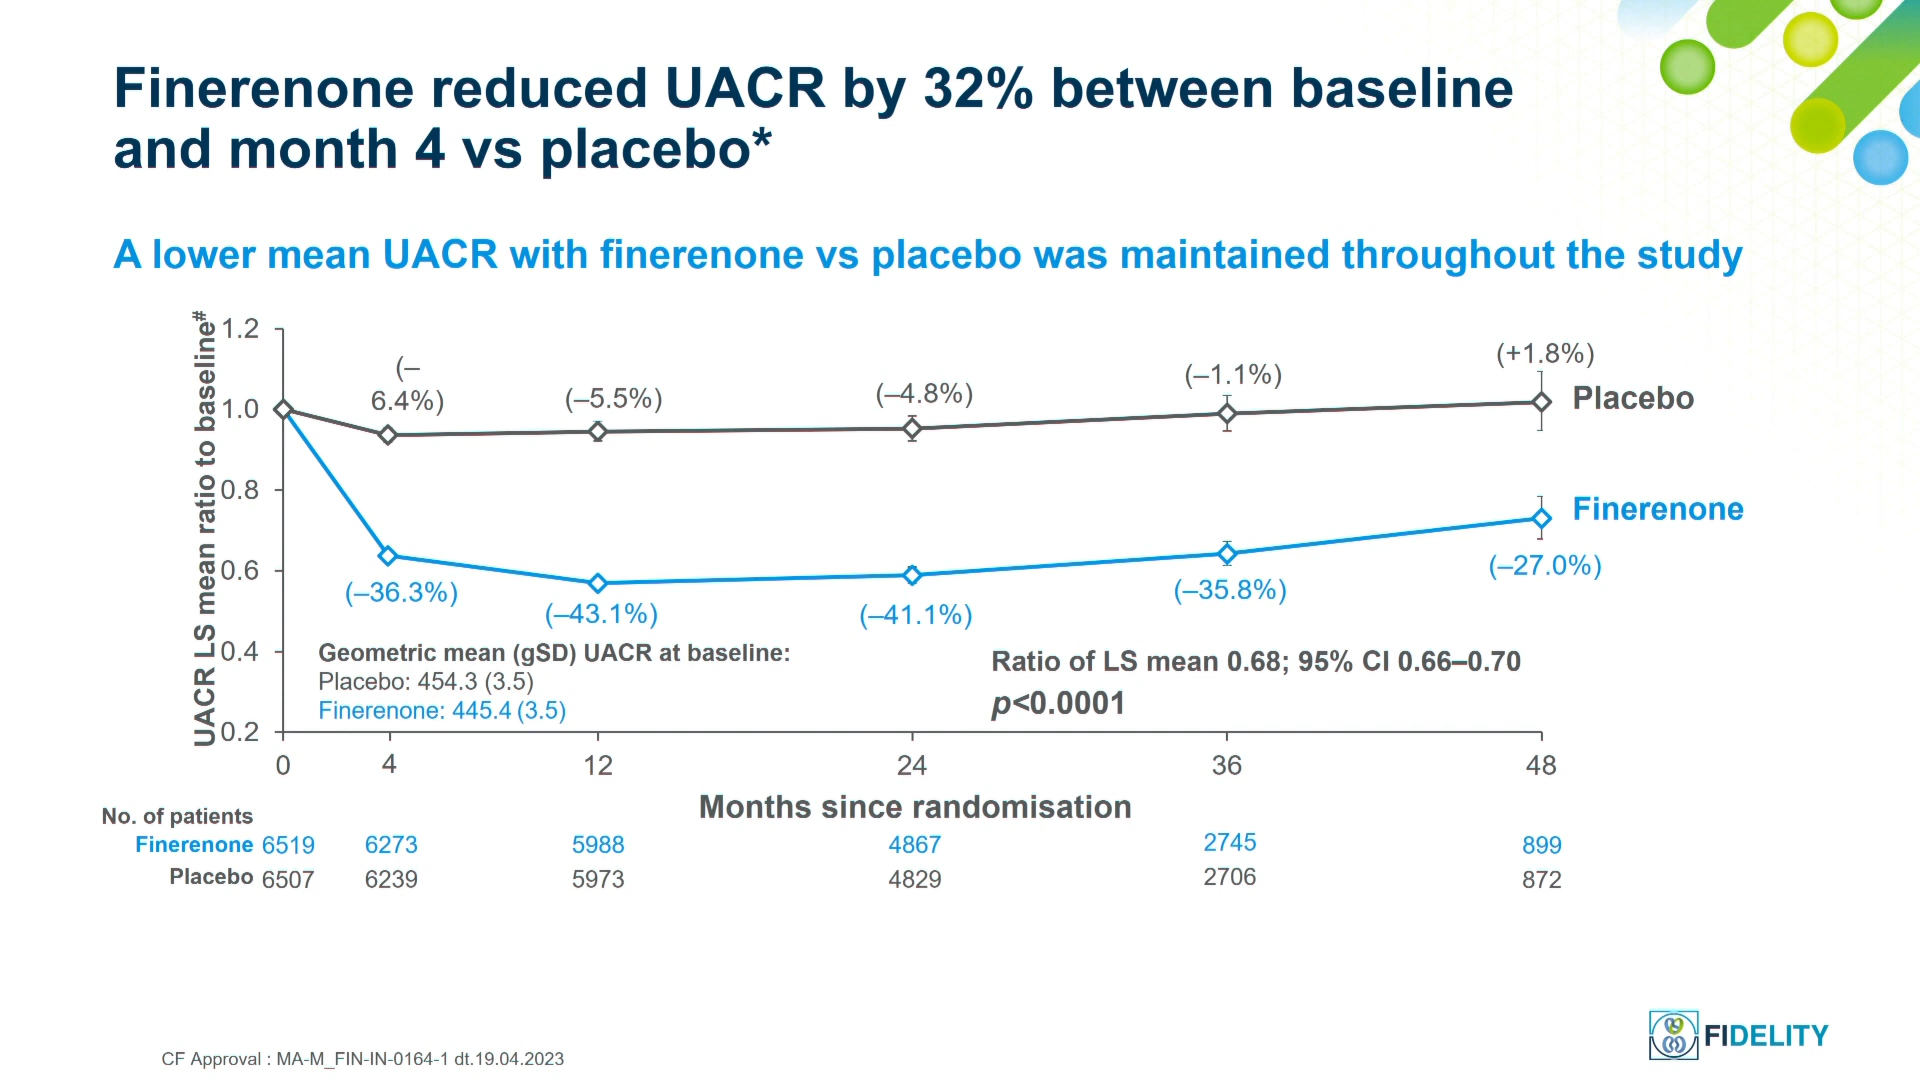 Finerenone reduced UACR by 32% between baseline
and month 4 vs placebo*
A lower mean UACR with finerenone vs placebo was maintained throughout the study
UACR LS mean ratio to baseline#
1.2
1.0
0.8
0.6
0.4
0.2
(–
6.4%)
(–5.5%)
(–4.8%)
(–1.1%)
(+1.8%)
Placebo
Finerenone
(–36.3%)
(–43.1%)
(–41.1%)
(–35.8%)
(–27.0%)
Geometric mean (gSD) UACR at baseline:
Placebo: 454.3 (3.5)
Finerenone: 445.4 (3.5)
Ratio of LS mean 0.68; 95% CI 0.66–0.70
p<0.0001
0 4 12 24 36 48
Months since randomisation
No. of patients
Finerenone 6519 6273 5988 4867 2745 899
Placebo 6507 6239 5973 4829 2706 872
CF Approval : MA-M_FIN-IN-0164-1 dt.19.04.2023
FIDELITY